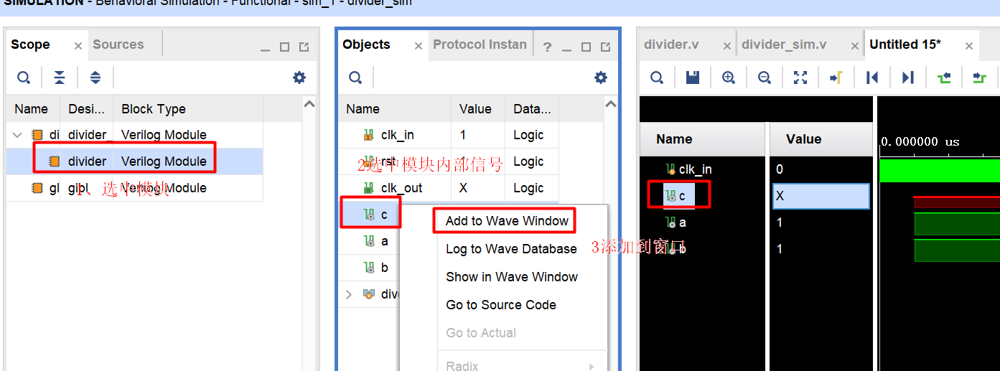 SIMULATION - Behavioral Simulation - Functional - sim_1 - divider_sim
Scope Sources
Name Desi... Block Type
di divider_ Verilog Module
divider Verilog Module
gl gibl Verilog Module
1、选中模块
Objects Protocol Instan
Name Value Data...
clk_in 1 Logic
rst 1 Logic
2选中模块内部信号
clk_out X Logic
c
a
b
div
Add to Wave Window
Log to Wave Database
Show in Wave Window
Go to Source Code
Go to Actual
Radix
3添加到窗口
divider.v divider_sim.v Untitled 15*
Name Value
0.000000 us
clk_in 0
c X
a 1
b 1